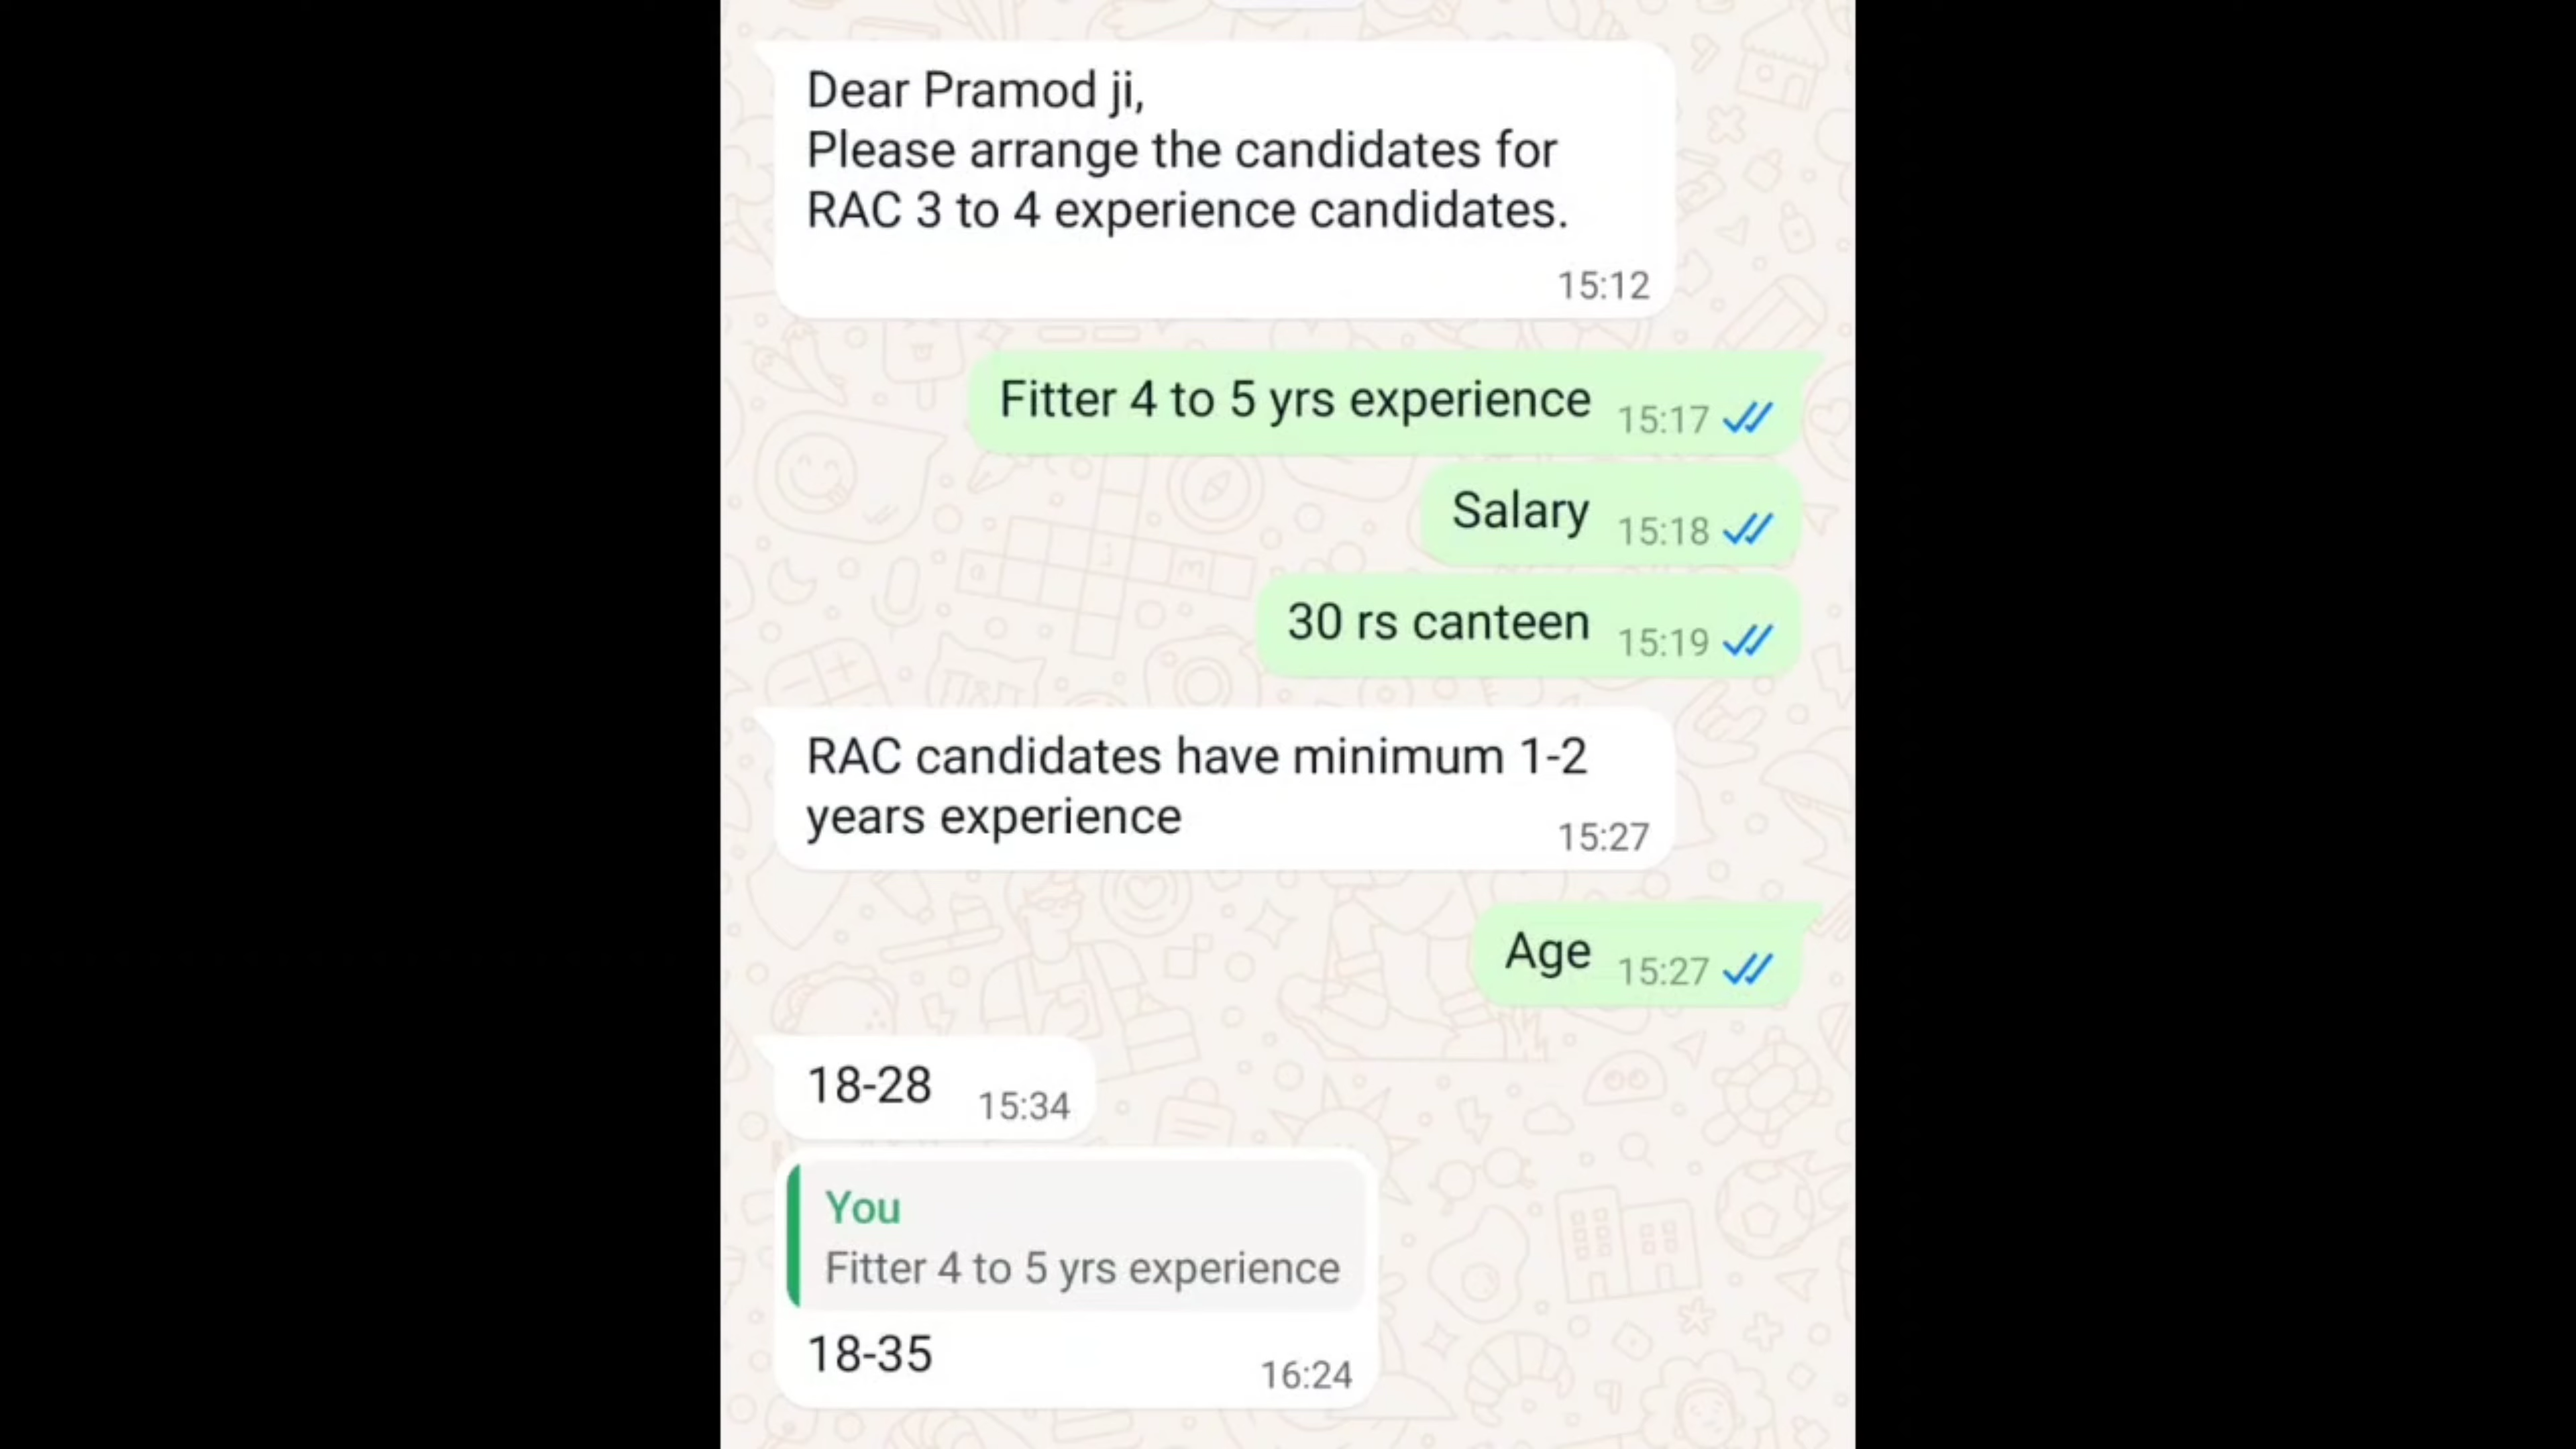 Dear Pramod ji,
Please arrange the candidates for
RAC 3 to 4 experience candidates.
15:12
Fitter 4 to 5 yrs experience 15:17
Salary 15:18
30 rs canteen 15:19
RAC candidates have minimum 1-2
years experience 15:27
Age 15:27
18-28 15:34
You
Fitter 4 to 5 yrs experience
18-35 16:24